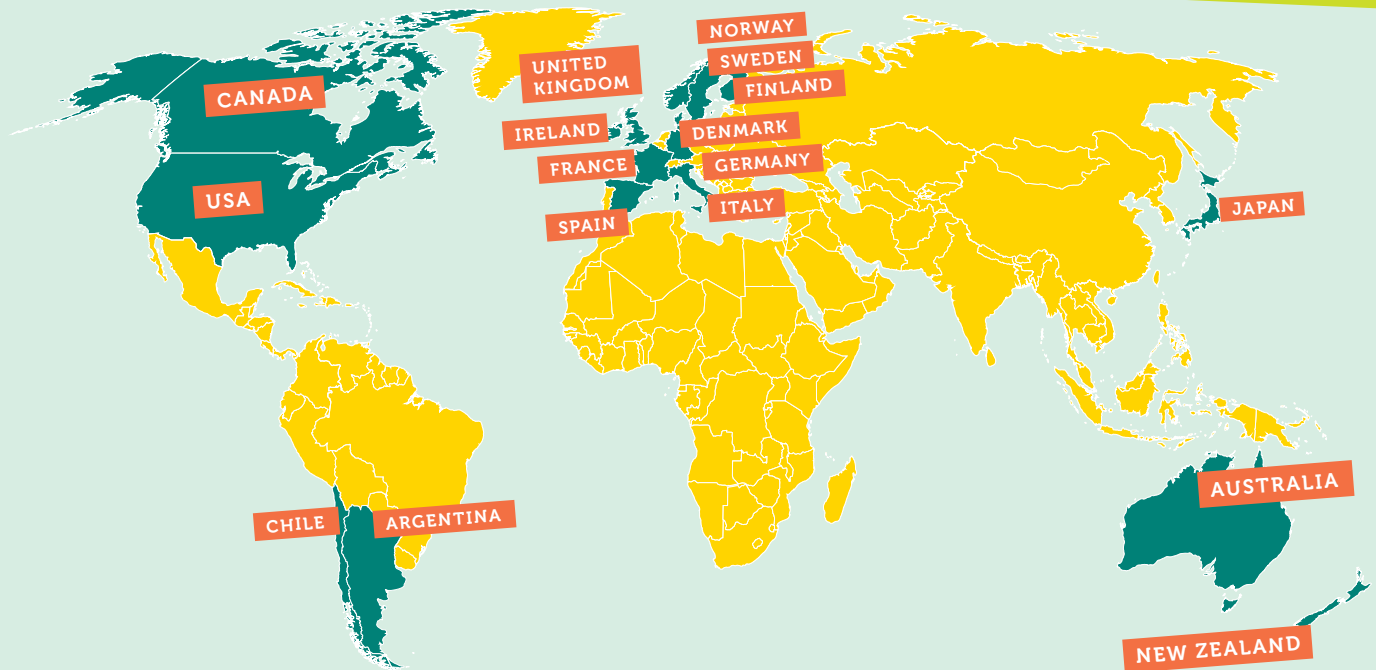 NORWAY
SWEDEN
UNITED
KINGDOM
FINLAND
CANADA
IRELAND
DENMARK
FRANCE
GERMANY
USA
ITALY
JAPAN
SPAIN
AUSTRALIA
CHILE
ARGENTINA
NEW ZEALAND